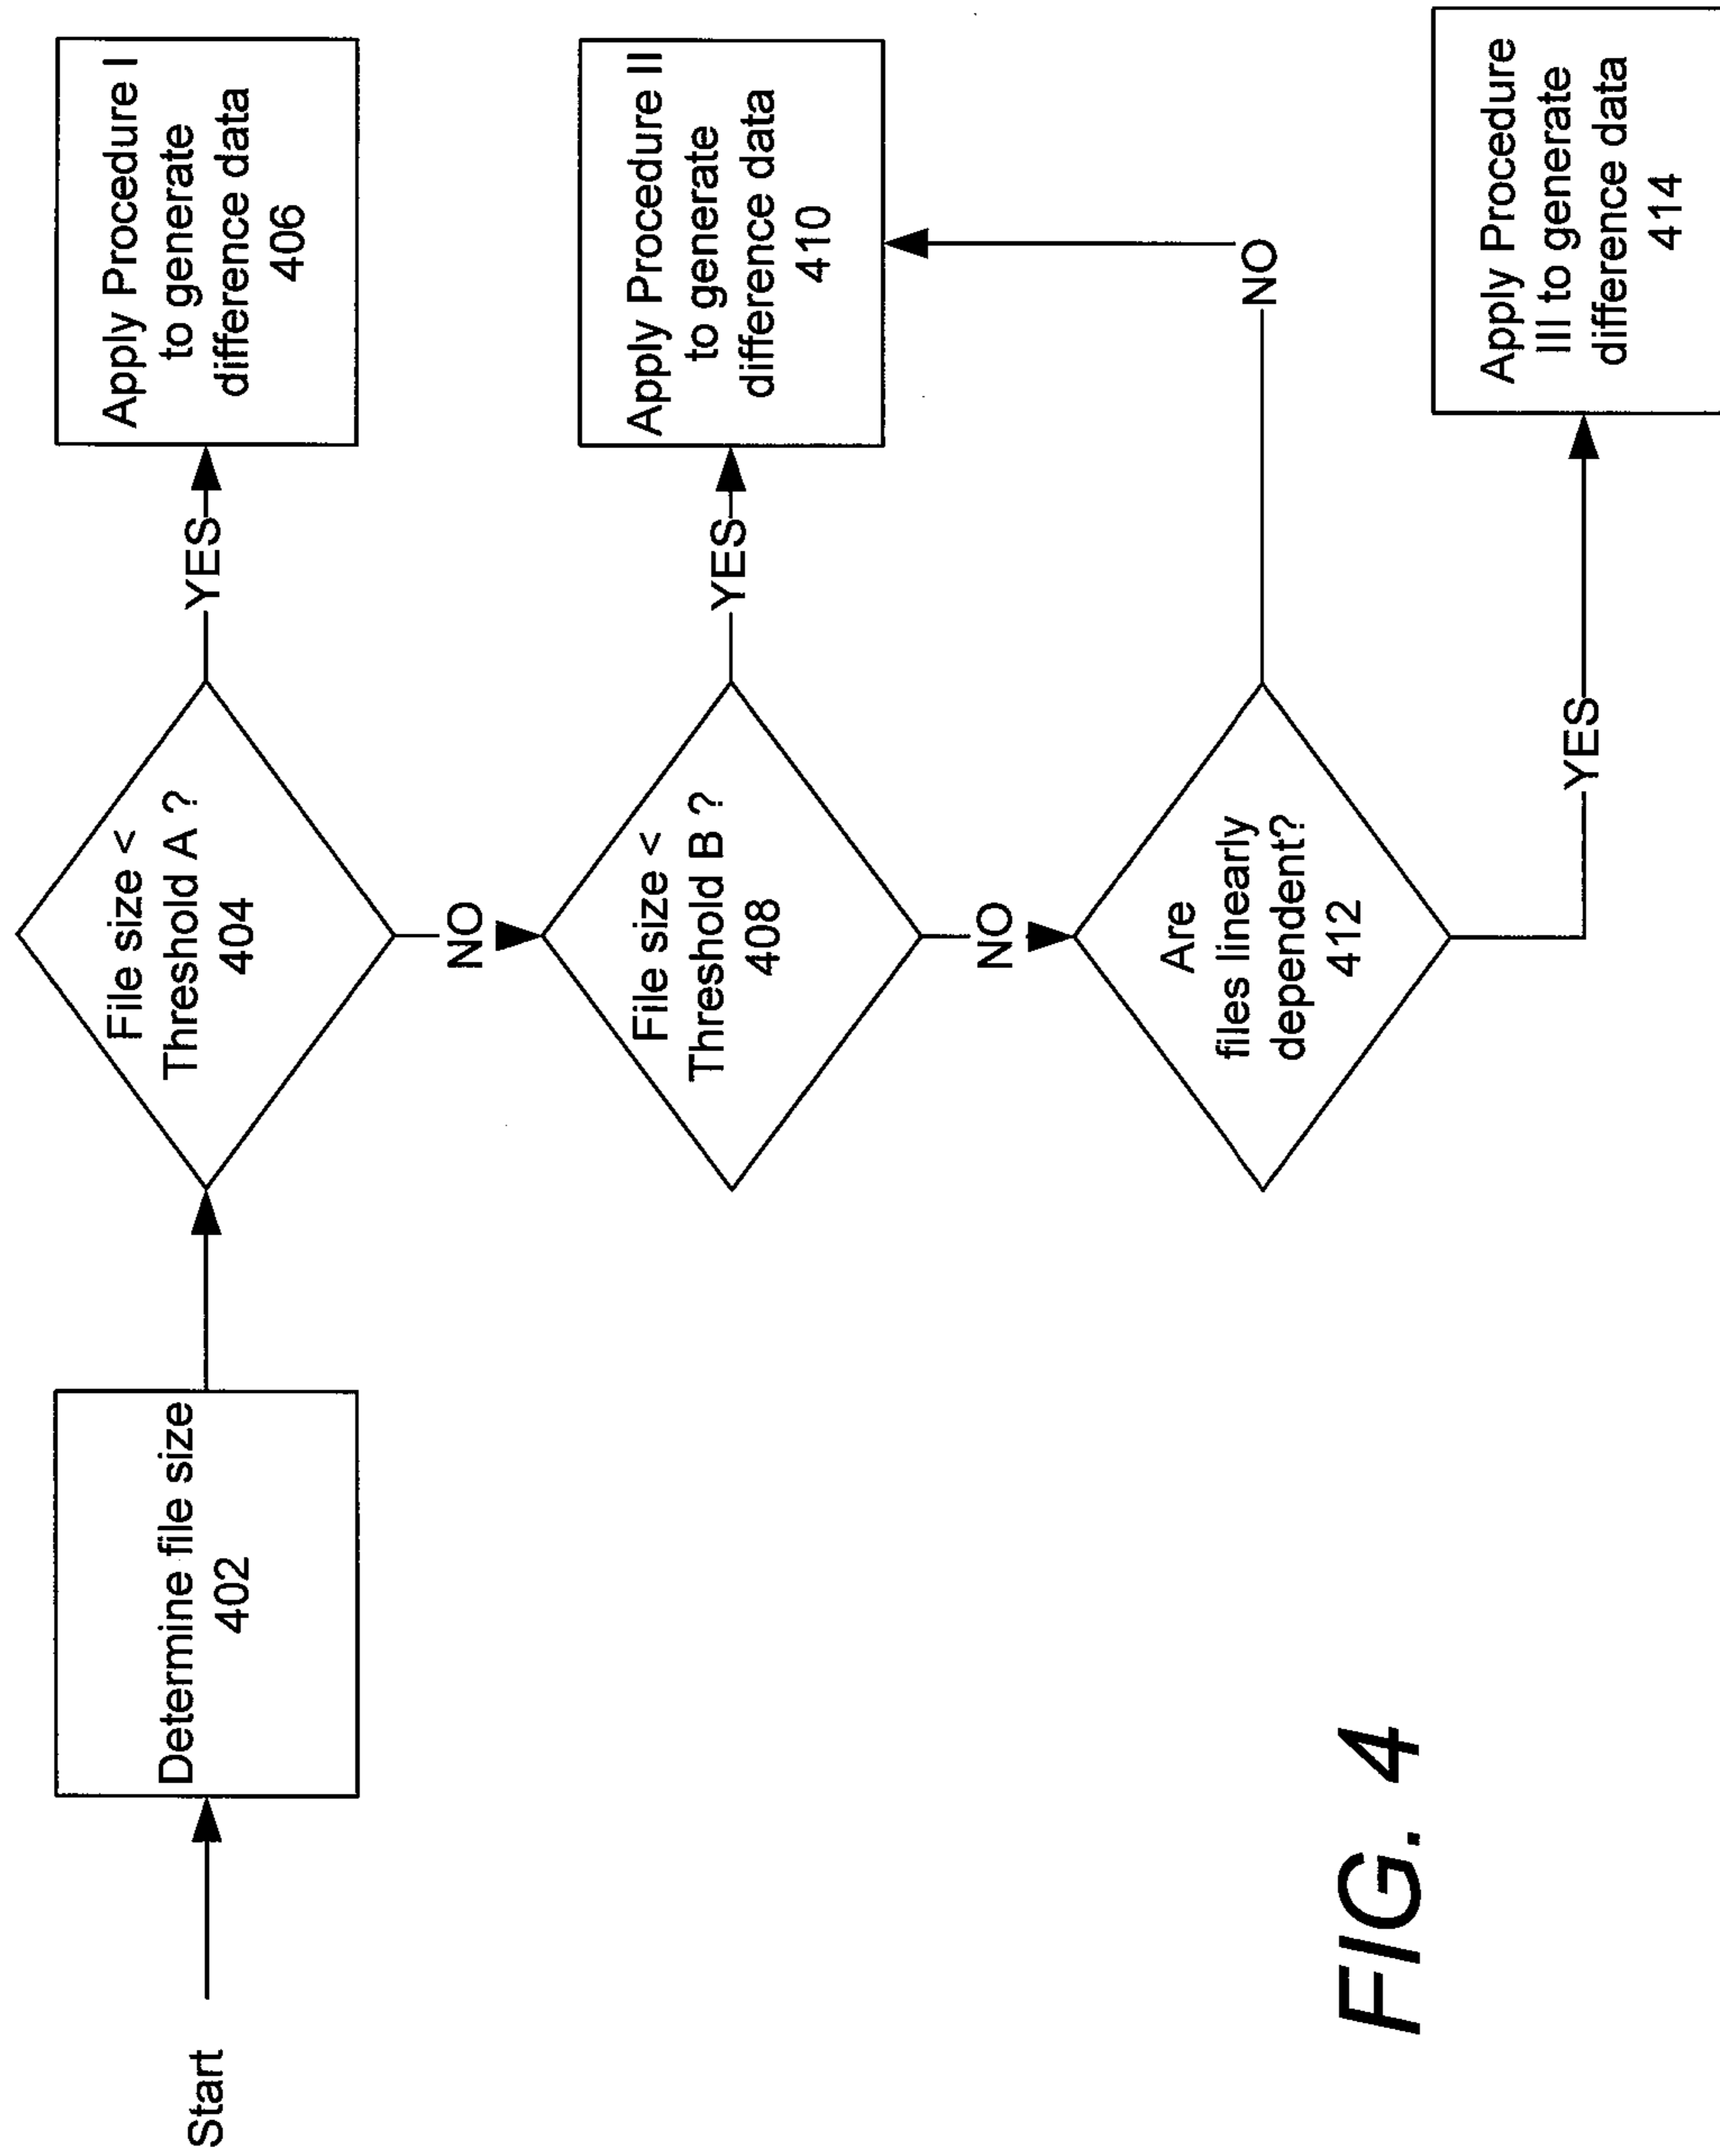 Start
Determine file size
402
File size <
Threshold A ?
404
YES
Apply Procedure I
to generate
difference data
406
NO
File size <
Threshold B ?
408
YES
Apply Procedure II
to generate
difference data
410
NO
Are
files linearly
dependent?
412
NO
YES
Apply Procedure
III to generate
difference data
414
FIG. 4